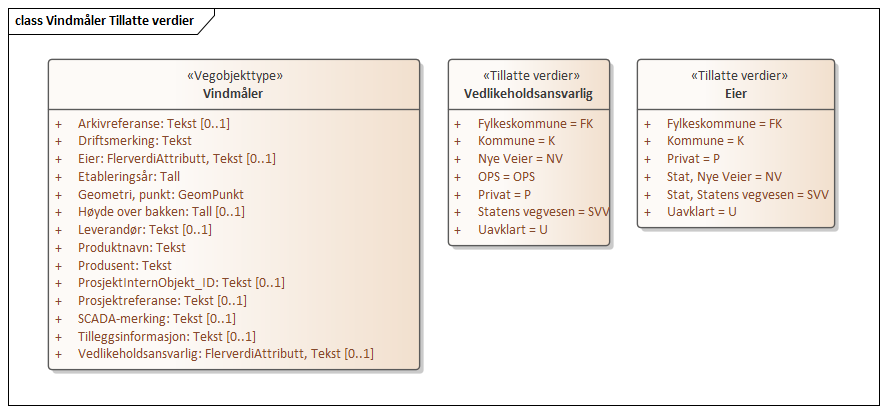 class Vindmåler Tillatte verdier
«Vegobjekttype»
Vindmåler
+ Arkivreferanse: Tekst [0..1]
+ Driftsmerking: Tekst
+ Eier: FlerverdiAttributt, Tekst [0..1]
+ Etableringsår: Tall
+ Geometri, punkt: GeomPunkt
+ Høyde over bakken: Tall [0..1]
+ Leverandør: Tekst [0..1]
+ Produktnavn: Tekst
+ Produsent: Tekst
+ ProsjektInternObjekt_ID: Tekst [0..1]
+ Prosjektreferanse: Tekst [0..1]
+ SCADA-merking: Tekst [0..1]
+ Tilleggsinformasjon: Tekst [0..1]
+ Vedlikeholdsansvarlig: FlerverdiAttributt, Tekst [0..1]
«Tillatte verdier»
Vedlikeholdsansvarlig
+ Fylkeskommune = FK
+ Kommune = K
+ Nye Veier = NV
+ OPS = OPS
+ Privat = P
+ Statens vegvesen = SVV
+ Uavklart = U
«Tillatte verdier»
Eier
+ Fylkeskommune = FK
+ Kommune = K
+ Privat = P
+ Stat, Nye Veier = NV
+ Stat, Statens vegvesen = SVV
+ Uavklart = U